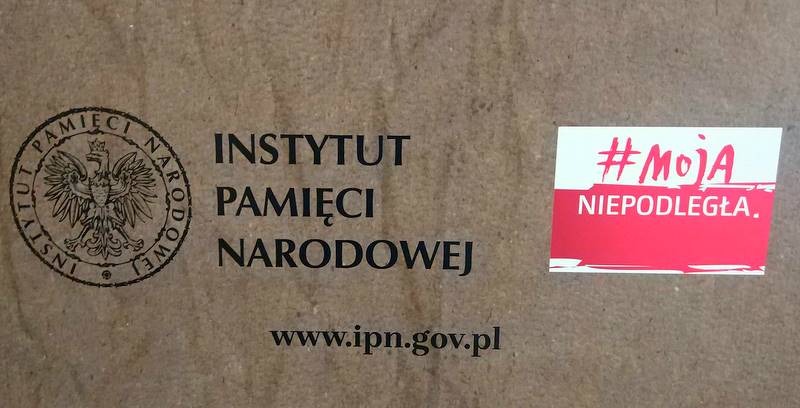 INSTYTUT PAMIĘCI NARODOWEJ
INSTYTUT
PAMIĘCI
NARODOWEJ
www.ipn.gov.pl
#MOJA
NIEPODLEGŁA.